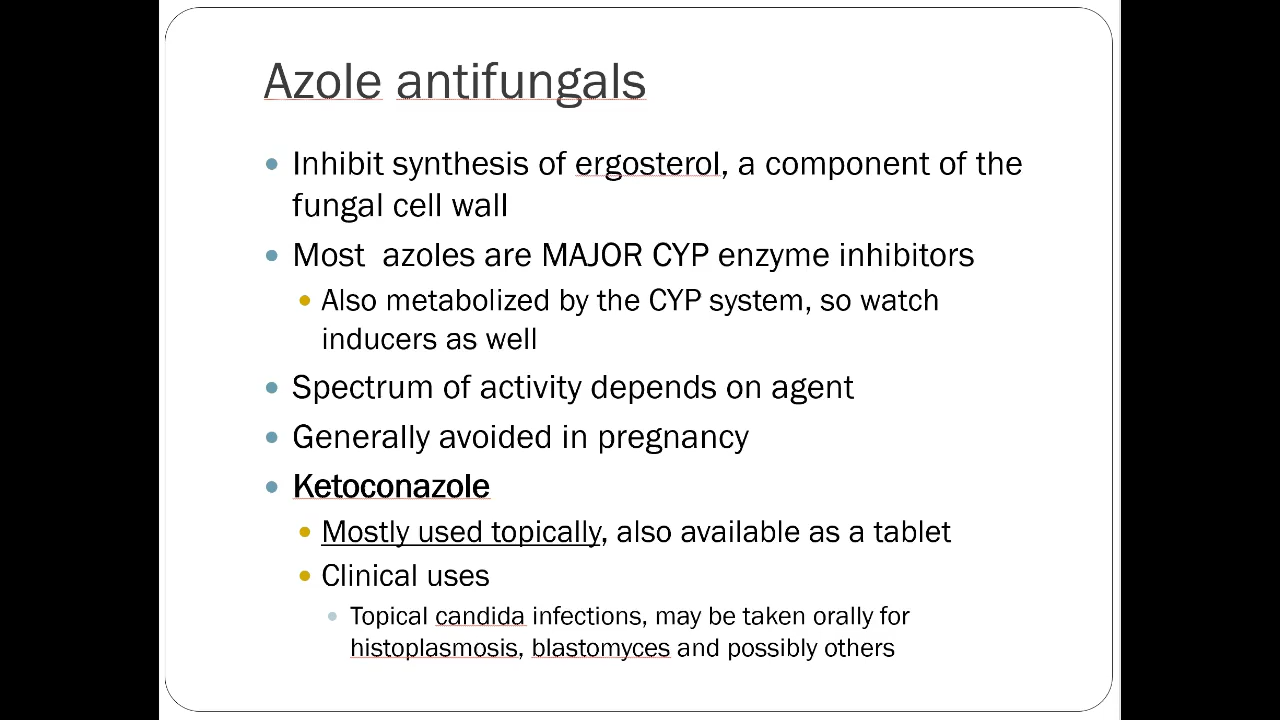 Azole antifungals
Inhibit synthesis of ergosterol, a component of the
fungal cell wall
Most  azoles are MAJOR CYP enzyme inhibitors
Also metabolized by the CYP system, so watch
inducers as well
Spectrum of activity depends on agent
Generally avoided in pregnancy
Ketoconazole
Mostly used topically, also available as a tablet
Clinical uses
Topical candida infections, may be taken orally for
histoplasmosis, blastomyces and possibly others